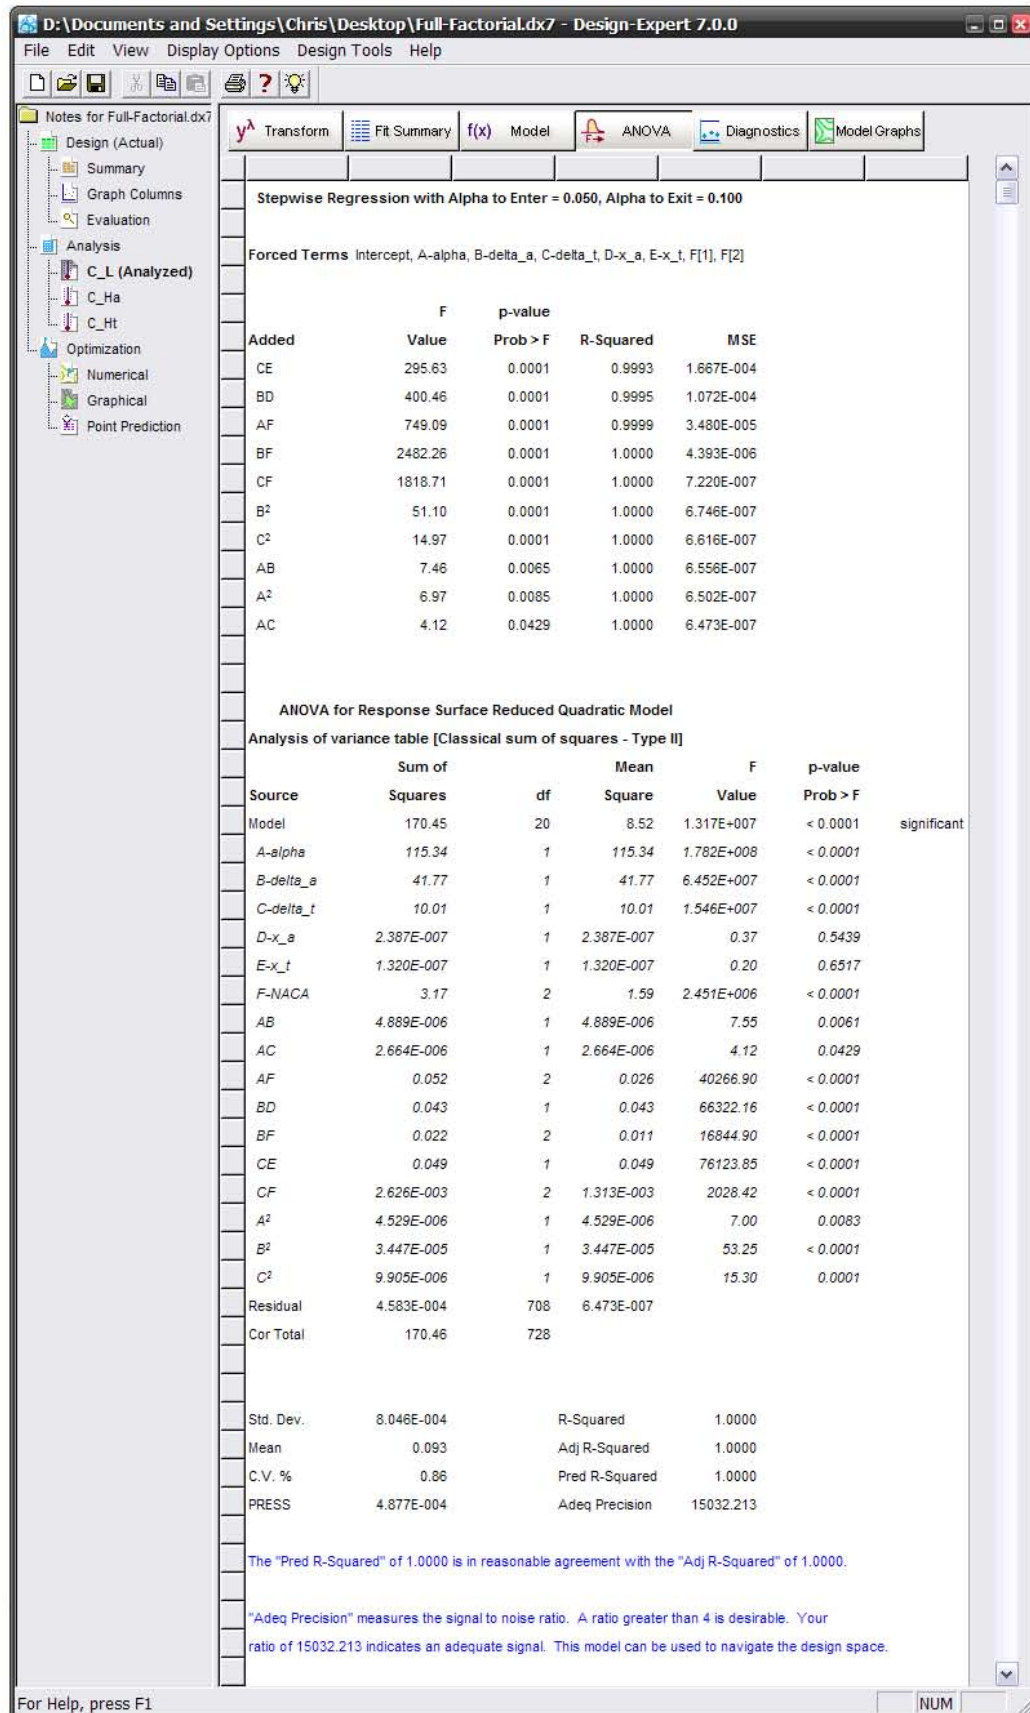 D:\Documents and Settings\Chris\Desktop\Full-Factorial.dx7 - Design-Expert 7.0.0
File Edit View Display Options Design Tools Help
Notes for Full-Factorial.dx7
Design (Actual)
Summary
Graph Columns
Evaluation
Analysis
C_L (Analyzed)
C_Ha
C_Ht
Optimization
Numerical
Graphical
Point Prediction
yλ Transform Fit Summary f(x) Model ANOVA Diagnostics Model Graphs
Stepwise Regression with Alpha to Enter = 0.050, Alpha to Exit = 0.100
Forced Terms Intercept, A-alpha, B-delta_a, C-delta_t, D-x_a, E-x_t, F[1], F[2]
F p-value
Added Value Prob > F R-Squared MSE
CE 295.63 0.0001 0.9993 1.667E-004
BD 400.46 0.0001 0.9995 1.072E-004
AF 749.09 0.0001 0.9999 3.480E-005
BF 2482.26 0.0001 1.0000 4.393E-006
CF 1818.71 0.0001 1.0000 7.220E-007
B² 51.10 0.0001 1.0000 6.746E-007
C² 14.97 0.0001 1.0000 6.616E-007
AB 7.46 0.0065 1.0000 6.556E-007
A² 6.97 0.0085 1.0000 6.502E-007
AC 4.12 0.0429 1.0000 6.473E-007
ANOVA for Response Surface Reduced Quadratic Model
Analysis of variance table [Classical sum of squares - Type II]
Sum of Mean F p-value
Source Squares df Square Value Prob > F
Model 170.45 20 8.52 1.317E+007 < 0.0001 significant
A-alpha 115.34 1 115.34 1.782E+008 < 0.0001
B-delta_a 41.77 1 41.77 6.452E+007 < 0.0001
C-delta_t 10.01 1 10.01 1.546E+007 < 0.0001
D-x_a 2.387E-007 1 2.387E-007 0.37 0.5439
E-x_t 1.320E-007 1 1.320E-007 0.20 0.6517
F-NACA 3.17 2 1.59 2.451E+006 < 0.0001
AB 4.889E-006 1 4.889E-006 7.55 0.0061
AC 2.664E-006 1 2.664E-006 4.12 0.0429
AF 0.052 2 0.026 40266.90 < 0.0001
BD 0.043 1 0.043 66322.16 < 0.0001
BF 0.022 2 0.011 16844.90 < 0.0001
CE 0.049 1 0.049 76123.85 < 0.0001
CF 2.626E-003 2 1.313E-003 2028.42 < 0.0001
A² 4.529E-006 1 4.529E-006 7.00 0.0083
B² 3.447E-005 1 3.447E-005 53.25 < 0.0001
C² 9.905E-006 1 9.905E-006 15.30 0.0001
Residual 4.583E-004 708 6.473E-007
Cor Total 170.46 728
Std. Dev. 8.046E-004 R-Squared 1.0000
Mean 0.093 Adj R-Squared 1.0000
C.V. % 0.86 Pred R-Squared 1.0000
PRESS 4.877E-004 Adeq Precision 15032.213
The "Pred R-Squared" of 1.0000 is in reasonable agreement with the "Adj R-Squared" of 1.0000.
"Adeq Precision" measures the signal to noise ratio. A ratio greater than 4 is desirable. Your
ratio of 15032.213 indicates an adequate signal. This model can be used to navigate the design space.
For Help, press F1 NUM